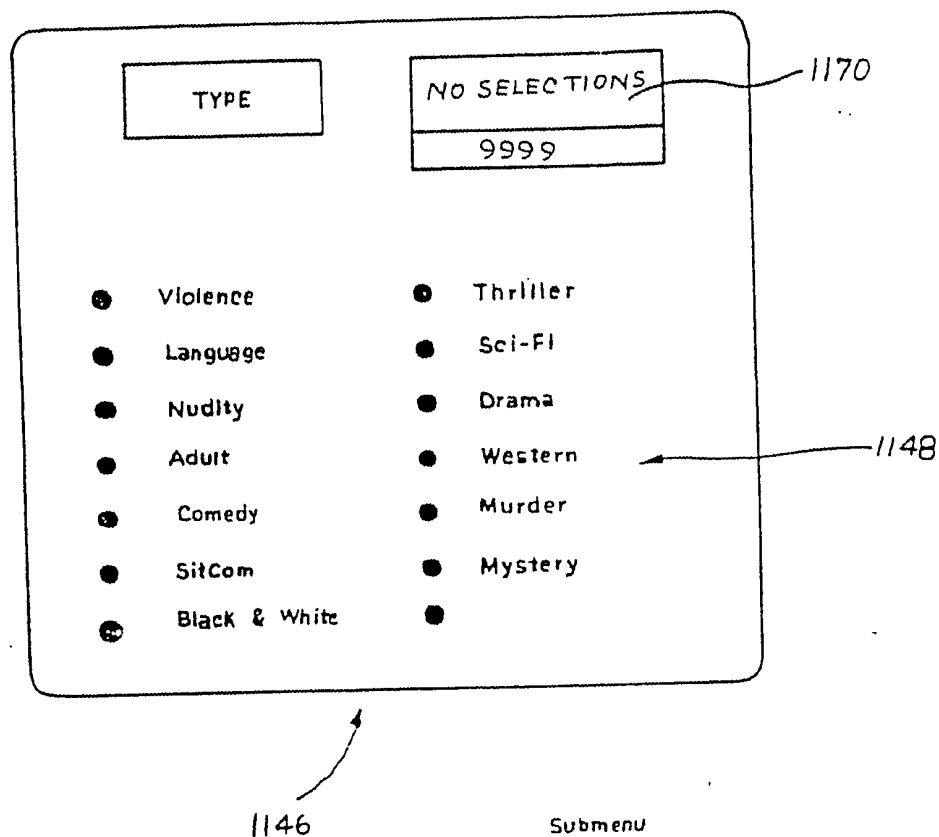 TYPE
NO SELECTIONS
9999
1170
Violence
Language
Nudity
Adult
Comedy
SitCom
Black & White
Thriller
Sci-Fi
Drama
Western
Murder
Mystery
1148
1146
Submenu